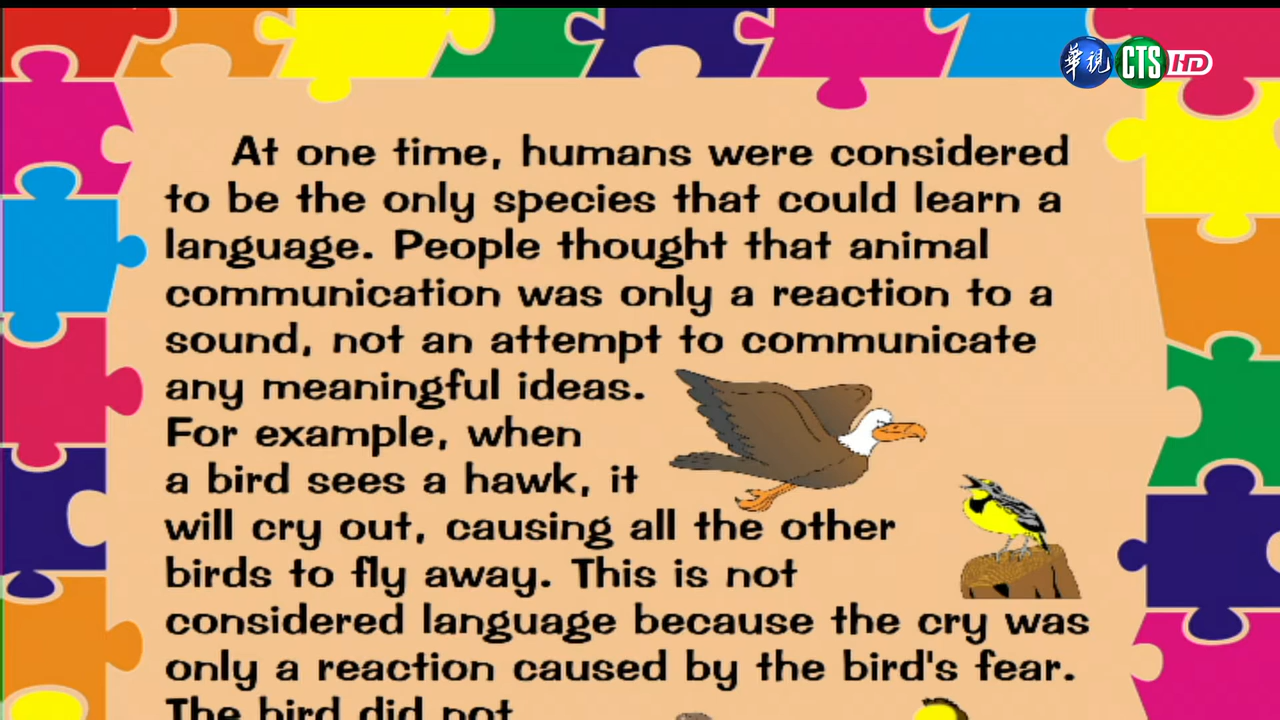 華視 CTS HD
At one time, humans were considered
to be the only species that could learn a
language. People thought that animal
communication was only a reaction to a
sound, not an attempt to communicate
any meaningful ideas.
For example, when
a bird sees a hawk, it
will cry out, causing all the other
birds to fly away. This is not
considered language because the cry was
only a reaction caused by the bird's fear.
The bird did not